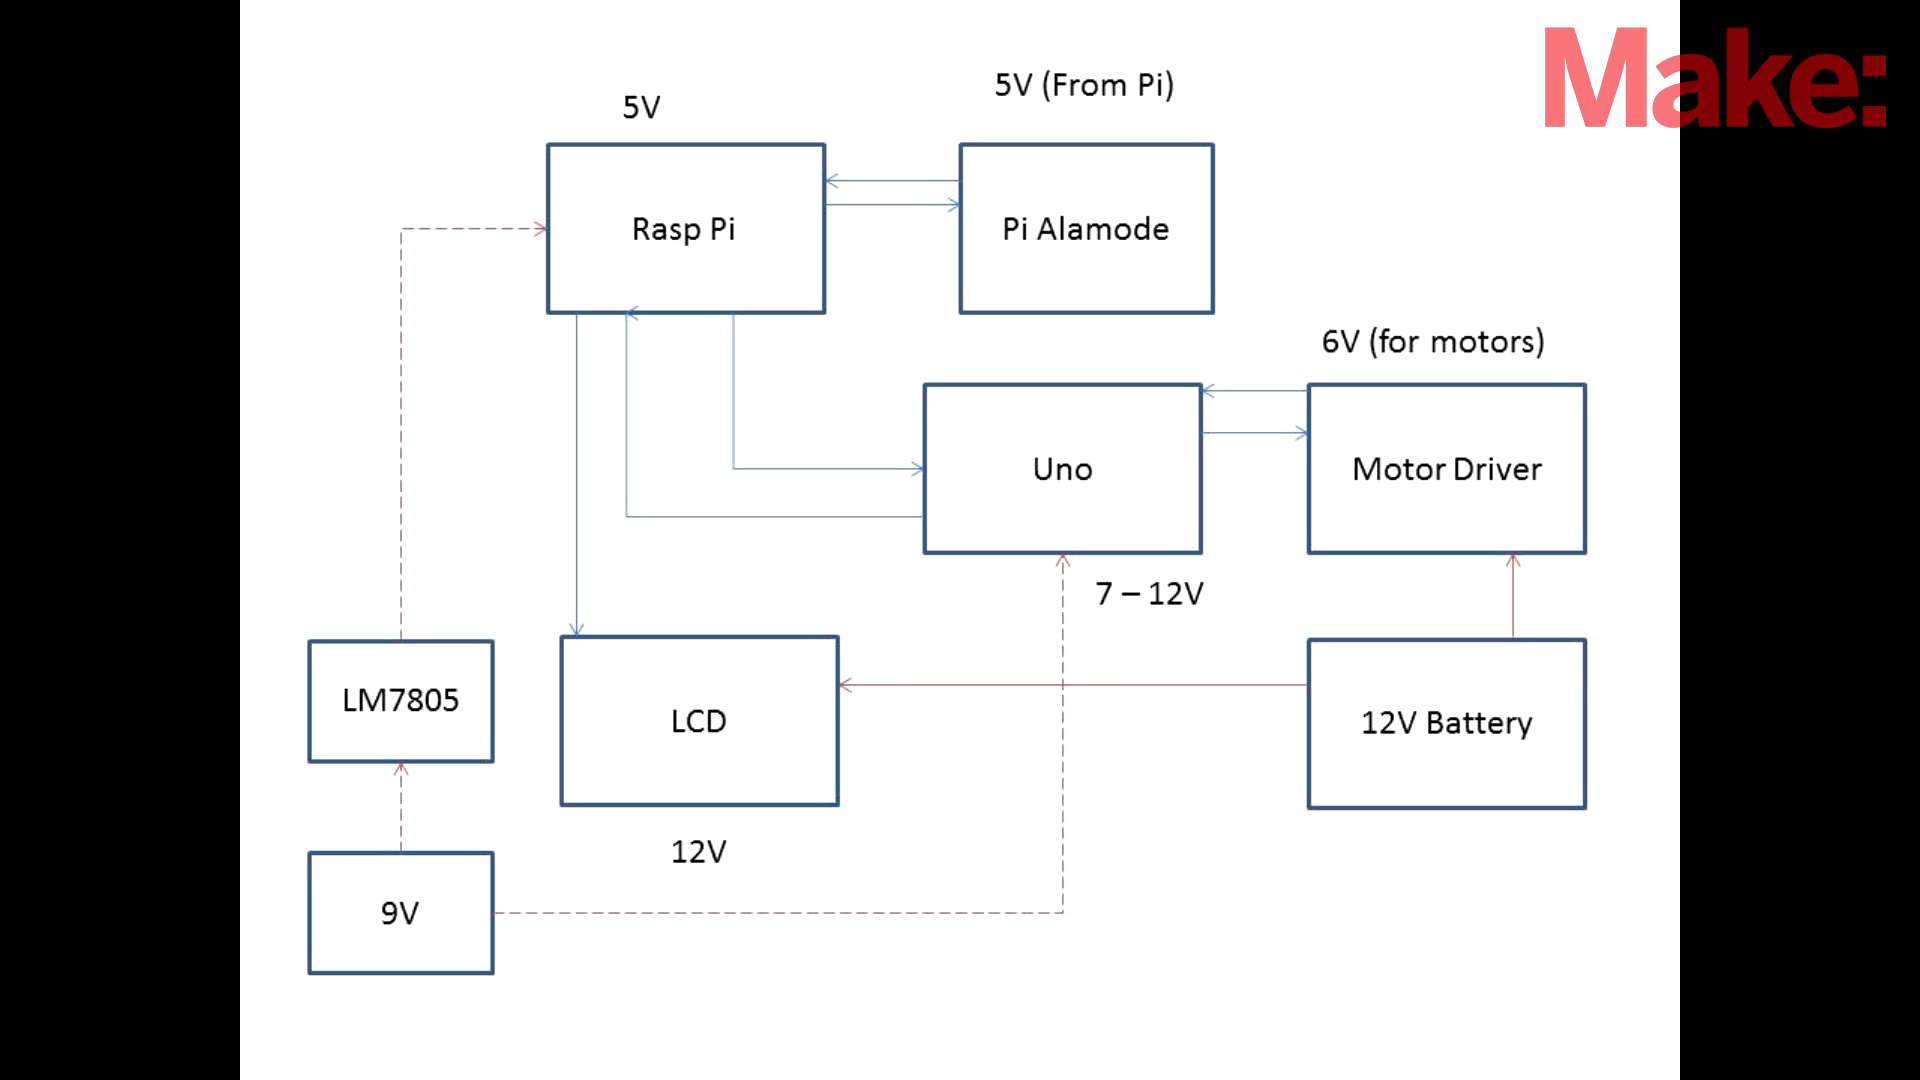 Make:
5V (From Pi)
5V
Rasp Pi
Pi Alamode
6V (for motors)
Uno
Motor Driver
7 – 12V
LM7805
LCD
12V Battery
12V
9V